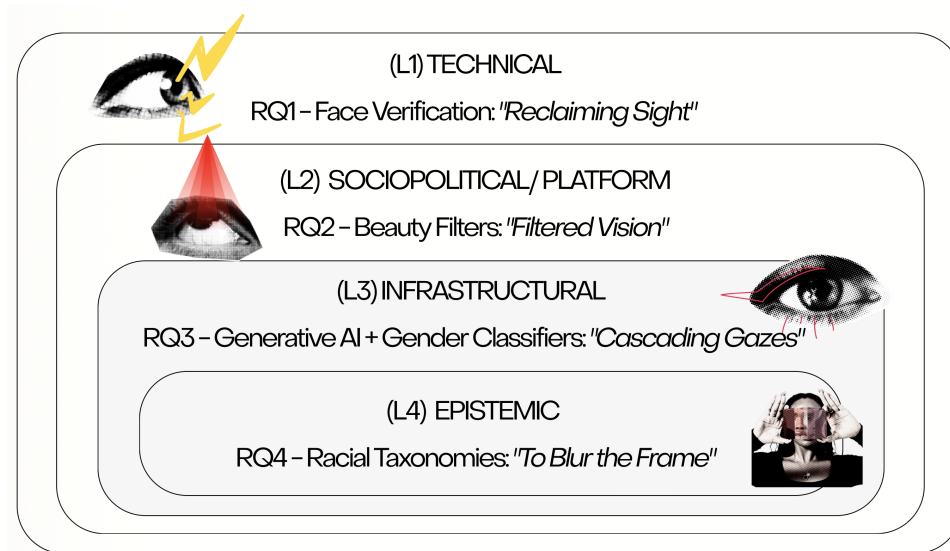 (L1) TECHNICAL
RQ1 – Face Verification: "Reclaiming Sight"
(L2) SOCIOPOLITICAL/ PLATFORM
RQ2 – Beauty Filters: "Filtered Vision"
(L3) INFRASTRUCTURAL
RQ3 – Generative AI + Gender Classifiers: "Cascading Gazes"
(L4) EPISTEMIC
RQ4 – Racial Taxonomies: "To Blur the Frame"